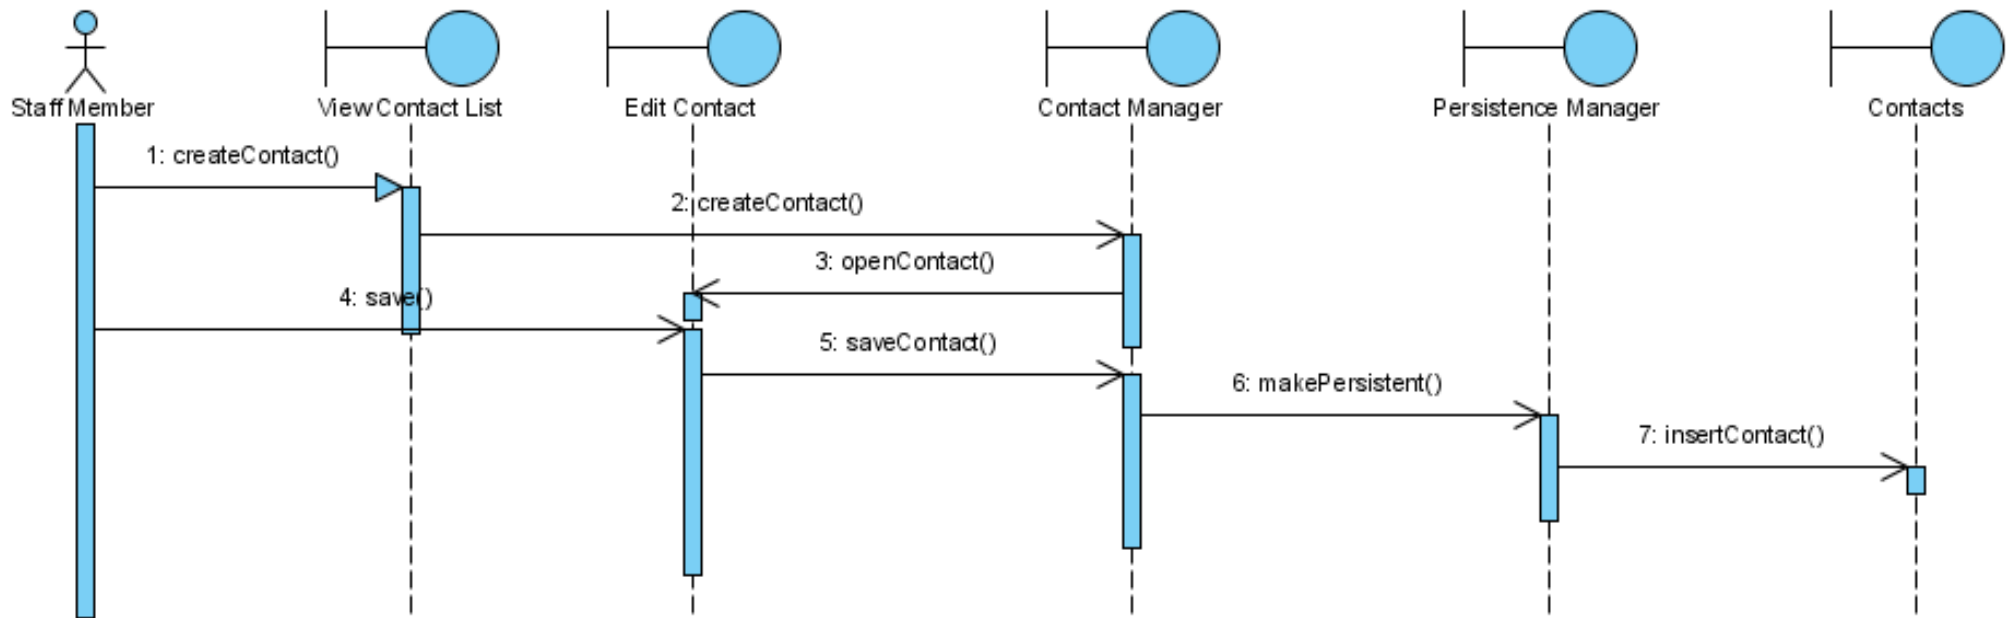 Staff Member
View Contact List
Edit Contact
Contact Manager
Persistence Manager
Contacts
1: createContact()
2: createContact()
3: openContact()
4: save()
5: saveContact()
6: makePersistent()
7: insertContact()